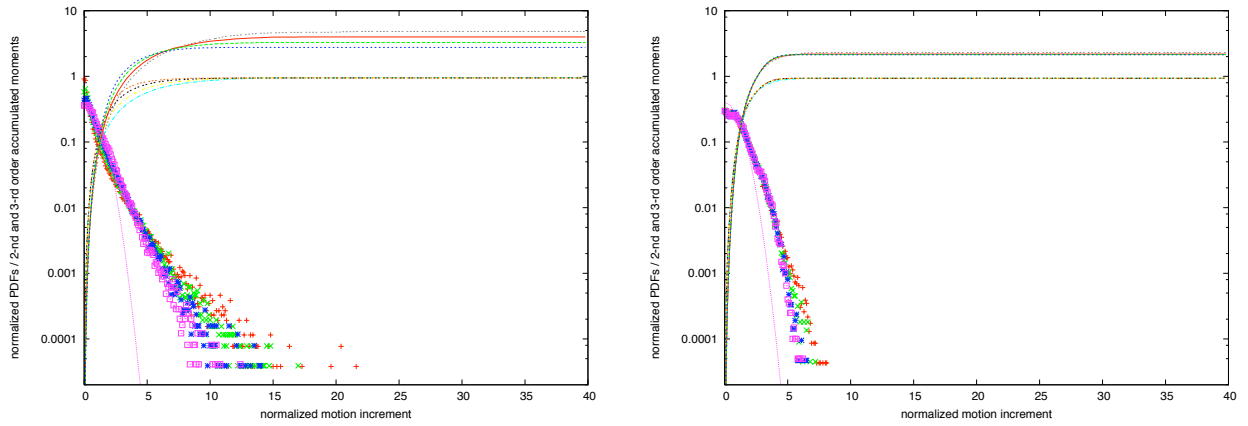 normalized PDFs / 2-nd and 3-rd order accumulated moments
10
1
0.1
0.01
0.001
0.0001
0 5 10 15 20 25 30 35 40
normalized motion increment
normalized PDFs / 2-nd and 3-rd order accumulated moments
10
1
0.1
0.01
0.001
0.0001
0 5 10 15 20 25 30 35 40
normalized motion increment